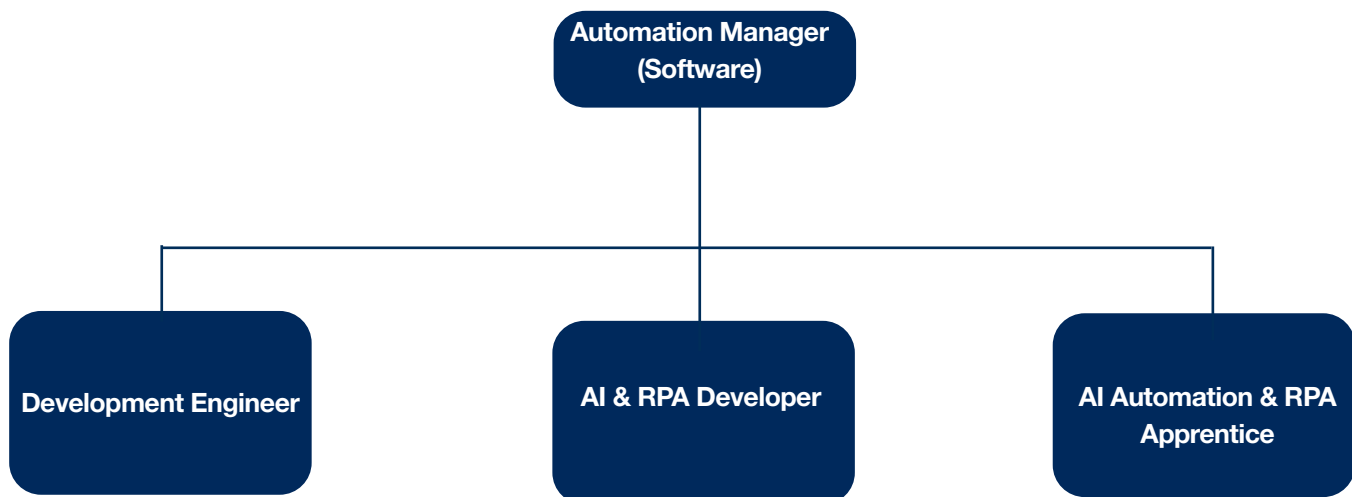 Automation Manager
(Software)
Development Engineer
AI & RPA Developer
AI Automation & RPA
Apprentice